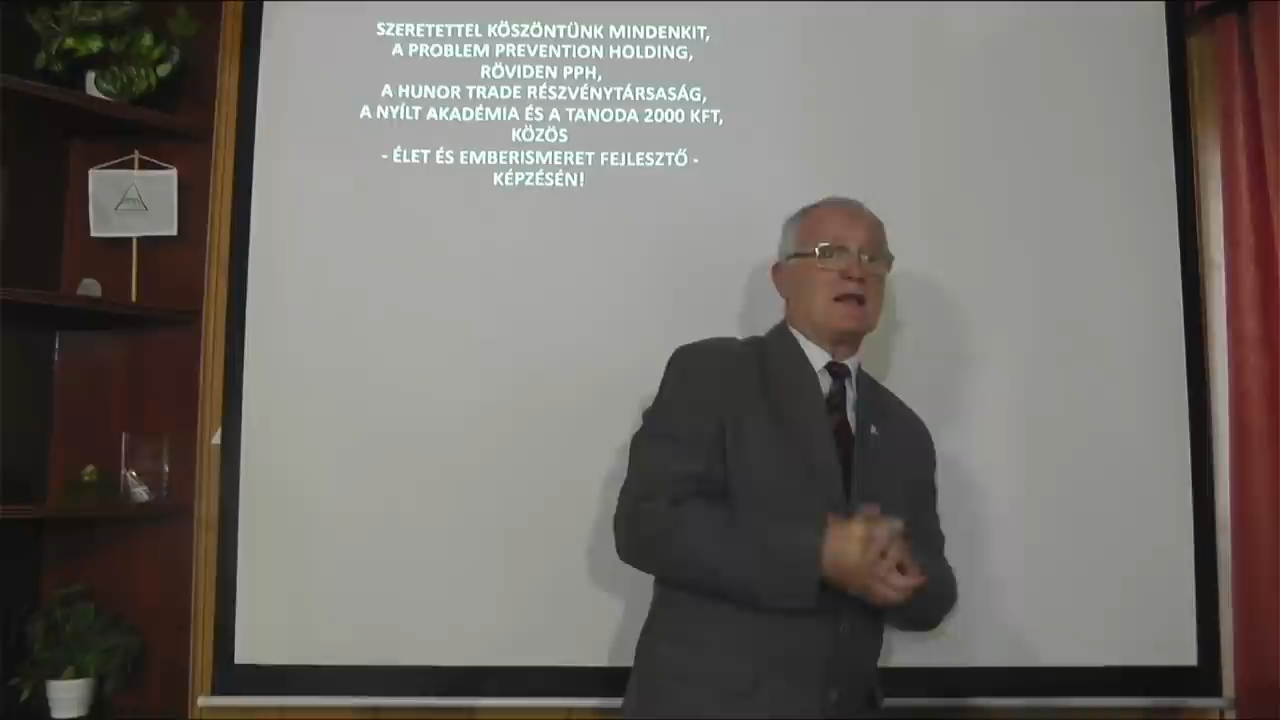 SZERETETTEL KÖSZÖNTÜNK MINDENKIT,
A PROBLEM PREVENTION HOLDING,
RÖVIDEN PPH,
A HUNOR TRADE RÉSZVÉNYTÁRSASÁG,
A NYÍLT AKADÉMIA ÉS A TANODA 2000 KFT,
KÖZÖS
- ÉLET ÉS EMBERISMERET FEJLESZTŐ -
KÉPZÉSÉN!